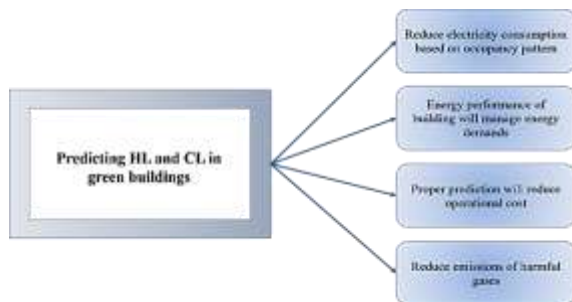 Predicting HL and CL in
green buildings
Reduce electricity consumption
based on occupancy pattern
Energy performance of
building will manage energy
demands
Proper prediction will reduce
operational cost
Reduce emissions of harmful
gases